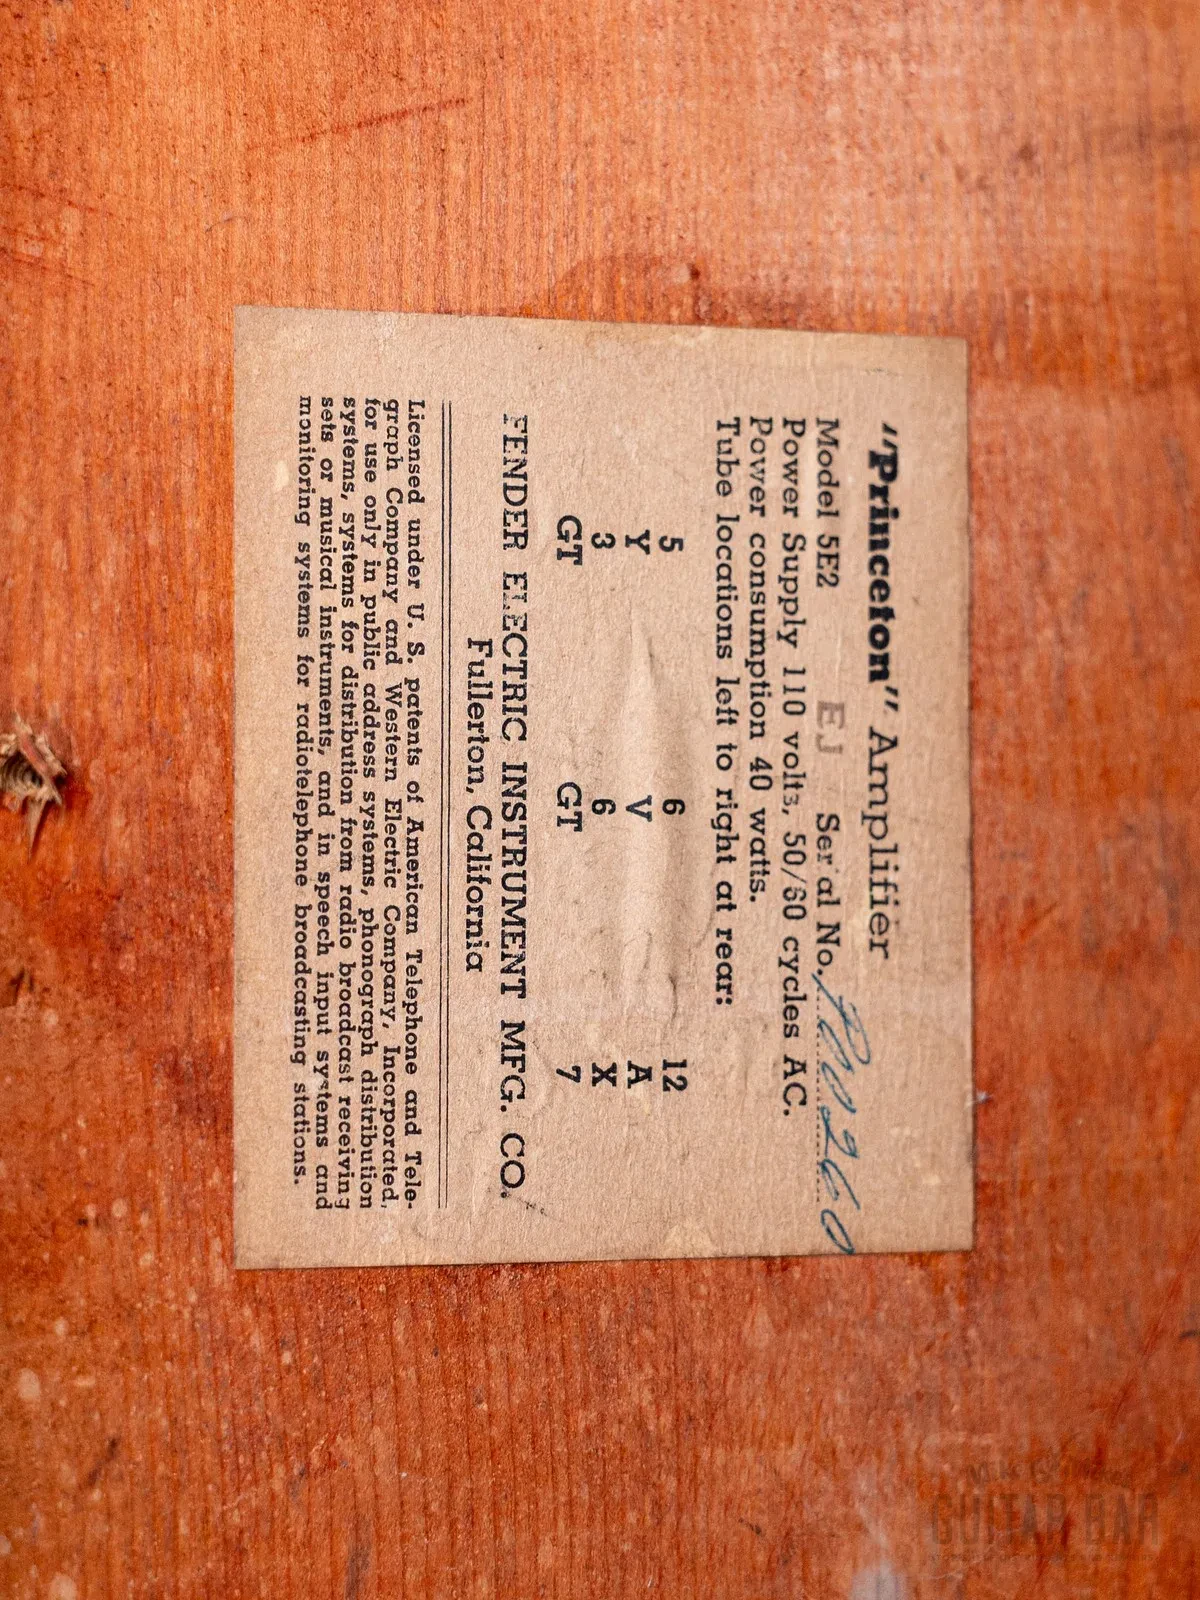 "Princeton" Amplifier
Model 5E2 EJ Serial No. P00260
Power Supply 110 volts, 50/60 cycles AC.
Power consumption 40 watts.
Tube locations left to right at rear:
5 6 12
Y V A
3 6 X
GT GT 7
FENDER ELECTRIC INSTRUMENT MFG. CO.
Fullerton, California
Licensed under U. S. patents of American Telephone and Tele-
graph Company and Western Electric Company, Incorporated,
for use only in public address systems, phonograph distribution
systems, systems for distribution from radio broadcast receiving
sets or musical instruments, and in speech input systems and
monitoring systems for radiotelephone broadcasting stations.
GUITAR BAR